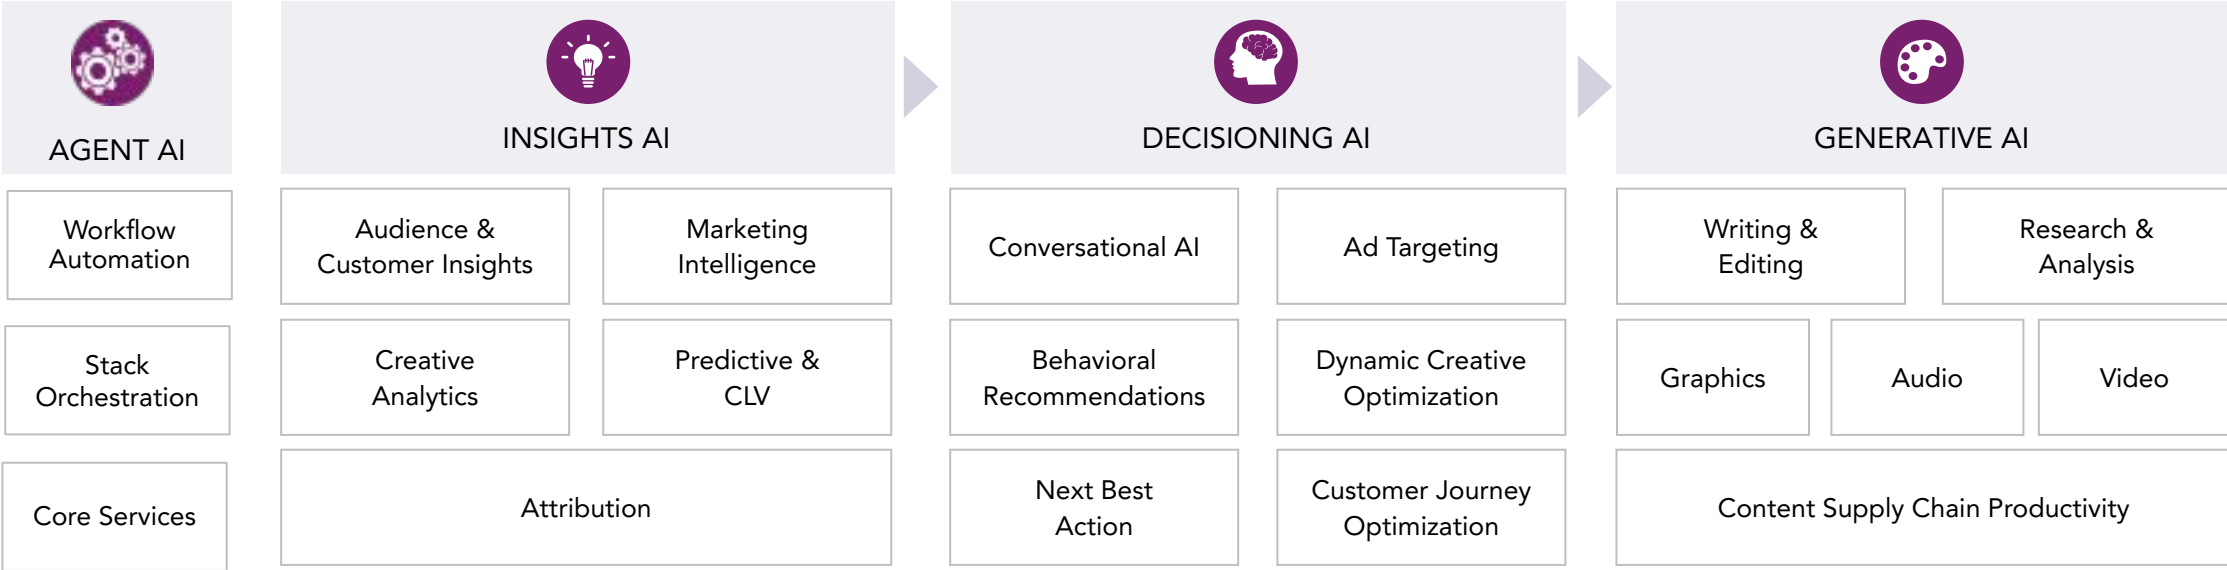 AGENT AI
INSIGHTS AI
DECISIONING AI
GENERATIVE AI
Workflow
Automation
Stack
Orchestration
Core Services
Audience &
Customer Insights
Marketing
Intelligence
Creative
Analytics
Predictive &
CLV
Attribution
Conversational AI
Ad Targeting
Behavioral
Recommendations
Dynamic Creative
Optimization
Next Best
Action
Customer Journey
Optimization
Writing &
Editing
Research &
Analysis
Graphics
Audio
Video
Content Supply Chain Productivity